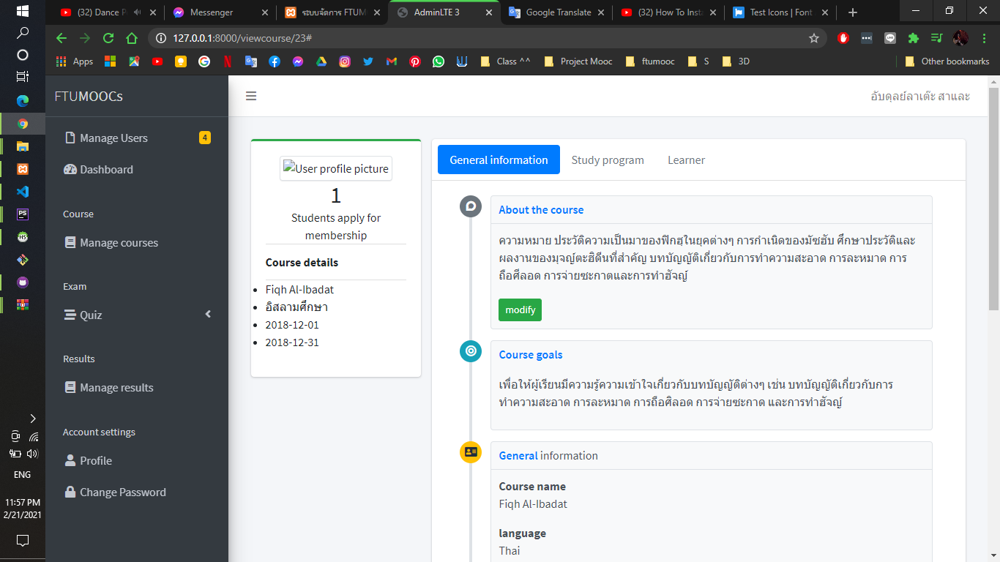 (32) Dance P
Messenger
ระบบจัดการ FTUM
AdminLTE 3
Google Translate
(32) How To Inst
Test Icons | Font
127.0.0.1:8000/viewcourse/23#
Apps
Class ^^
Project Mooc
ftumooc
S
3D
Other bookmarks
FTUMOOCs
อับดุลย์ลาเต๊ะ สาและ
Manage Users
4
Dashboard
Course
Manage courses
Exam
Quiz
Results
Manage results
Account settings
Profile
Change Password
User profile picture
1
Students apply for
membership
Course details
Fiqh Al-Ibadat
อิสลามศึกษา
2018-12-01
2018-12-31
General information
Study program
Learner
About the course
ความหมาย ประวัติความเป็นมาของฟิกฮฺในยุคต่างๆ การกำเนิดของมัซฮับ ศึกษาประวัติและ
ผลงานของมุจญ์ตะฮิดีนที่สำคัญ บทบัญญัติเกี่ยวกับการทำความสะอาด การละหมาด การ
ถือศีลอด การจ่ายซะกาตและการทำฮัจญ์
modify
Course goals
เพื่อให้ผู้เรียนมีความรู้ความเข้าใจเกี่ยวกับบทบัญญัติต่างๆ เช่น บทบัญญัติเกี่ยวกับการ
ทำความสะอาด การละหมาด การถือศิลอด การจ่ายซะกาด และการทำฮัจญ์
General information
Course name
Fiqh Al-Ibadat
language
Thai
ENG
11:57 PM
2/21/2021